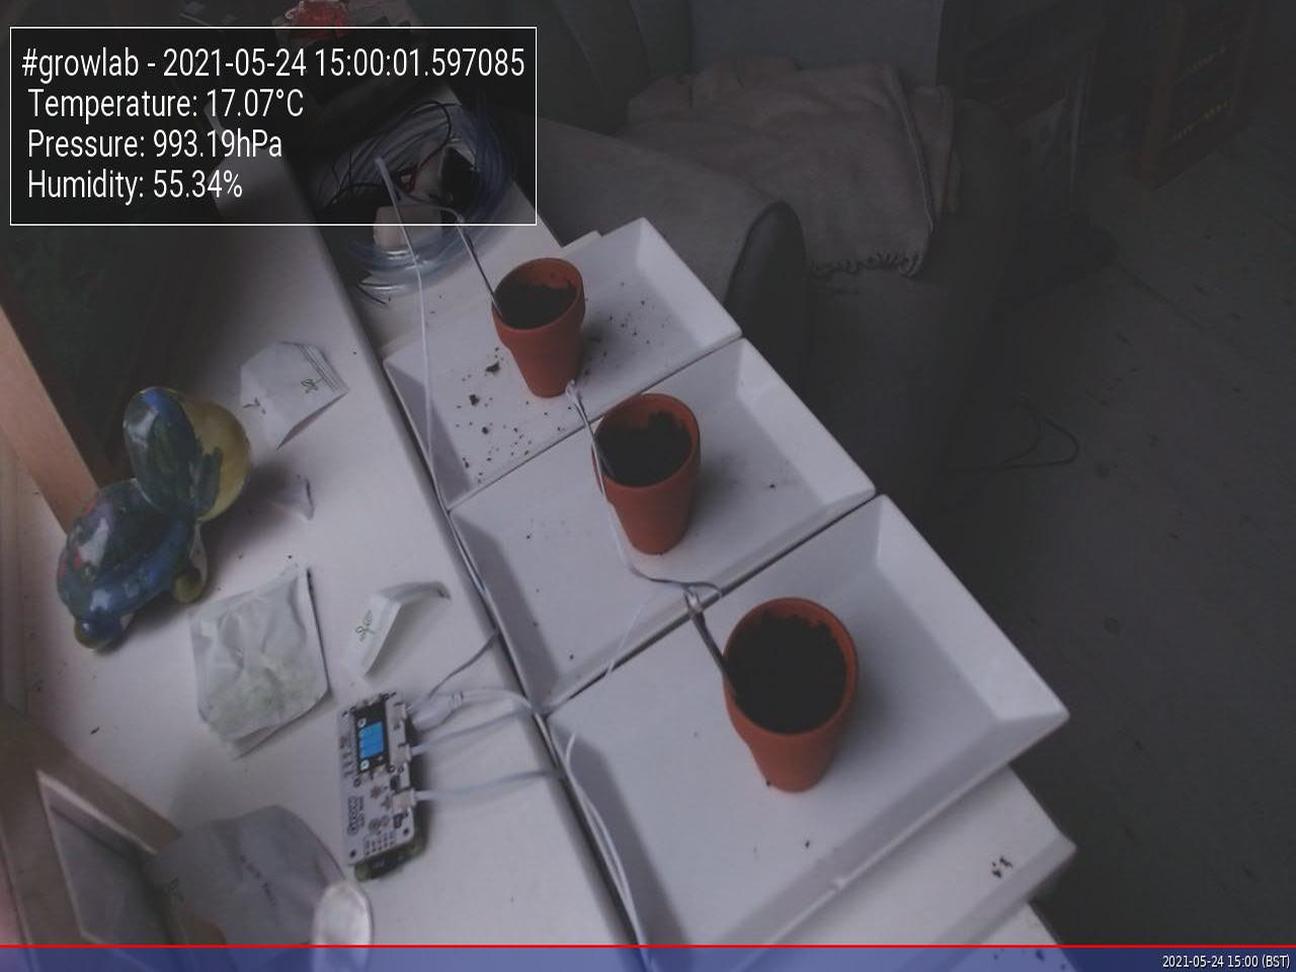 #growlab - 2021-05-24 15:00:01.597085
Temperature: 17.07°C
Pressure: 993.19hPa
Humidity: 55.34%
2021-05-24 15:00 (BST)